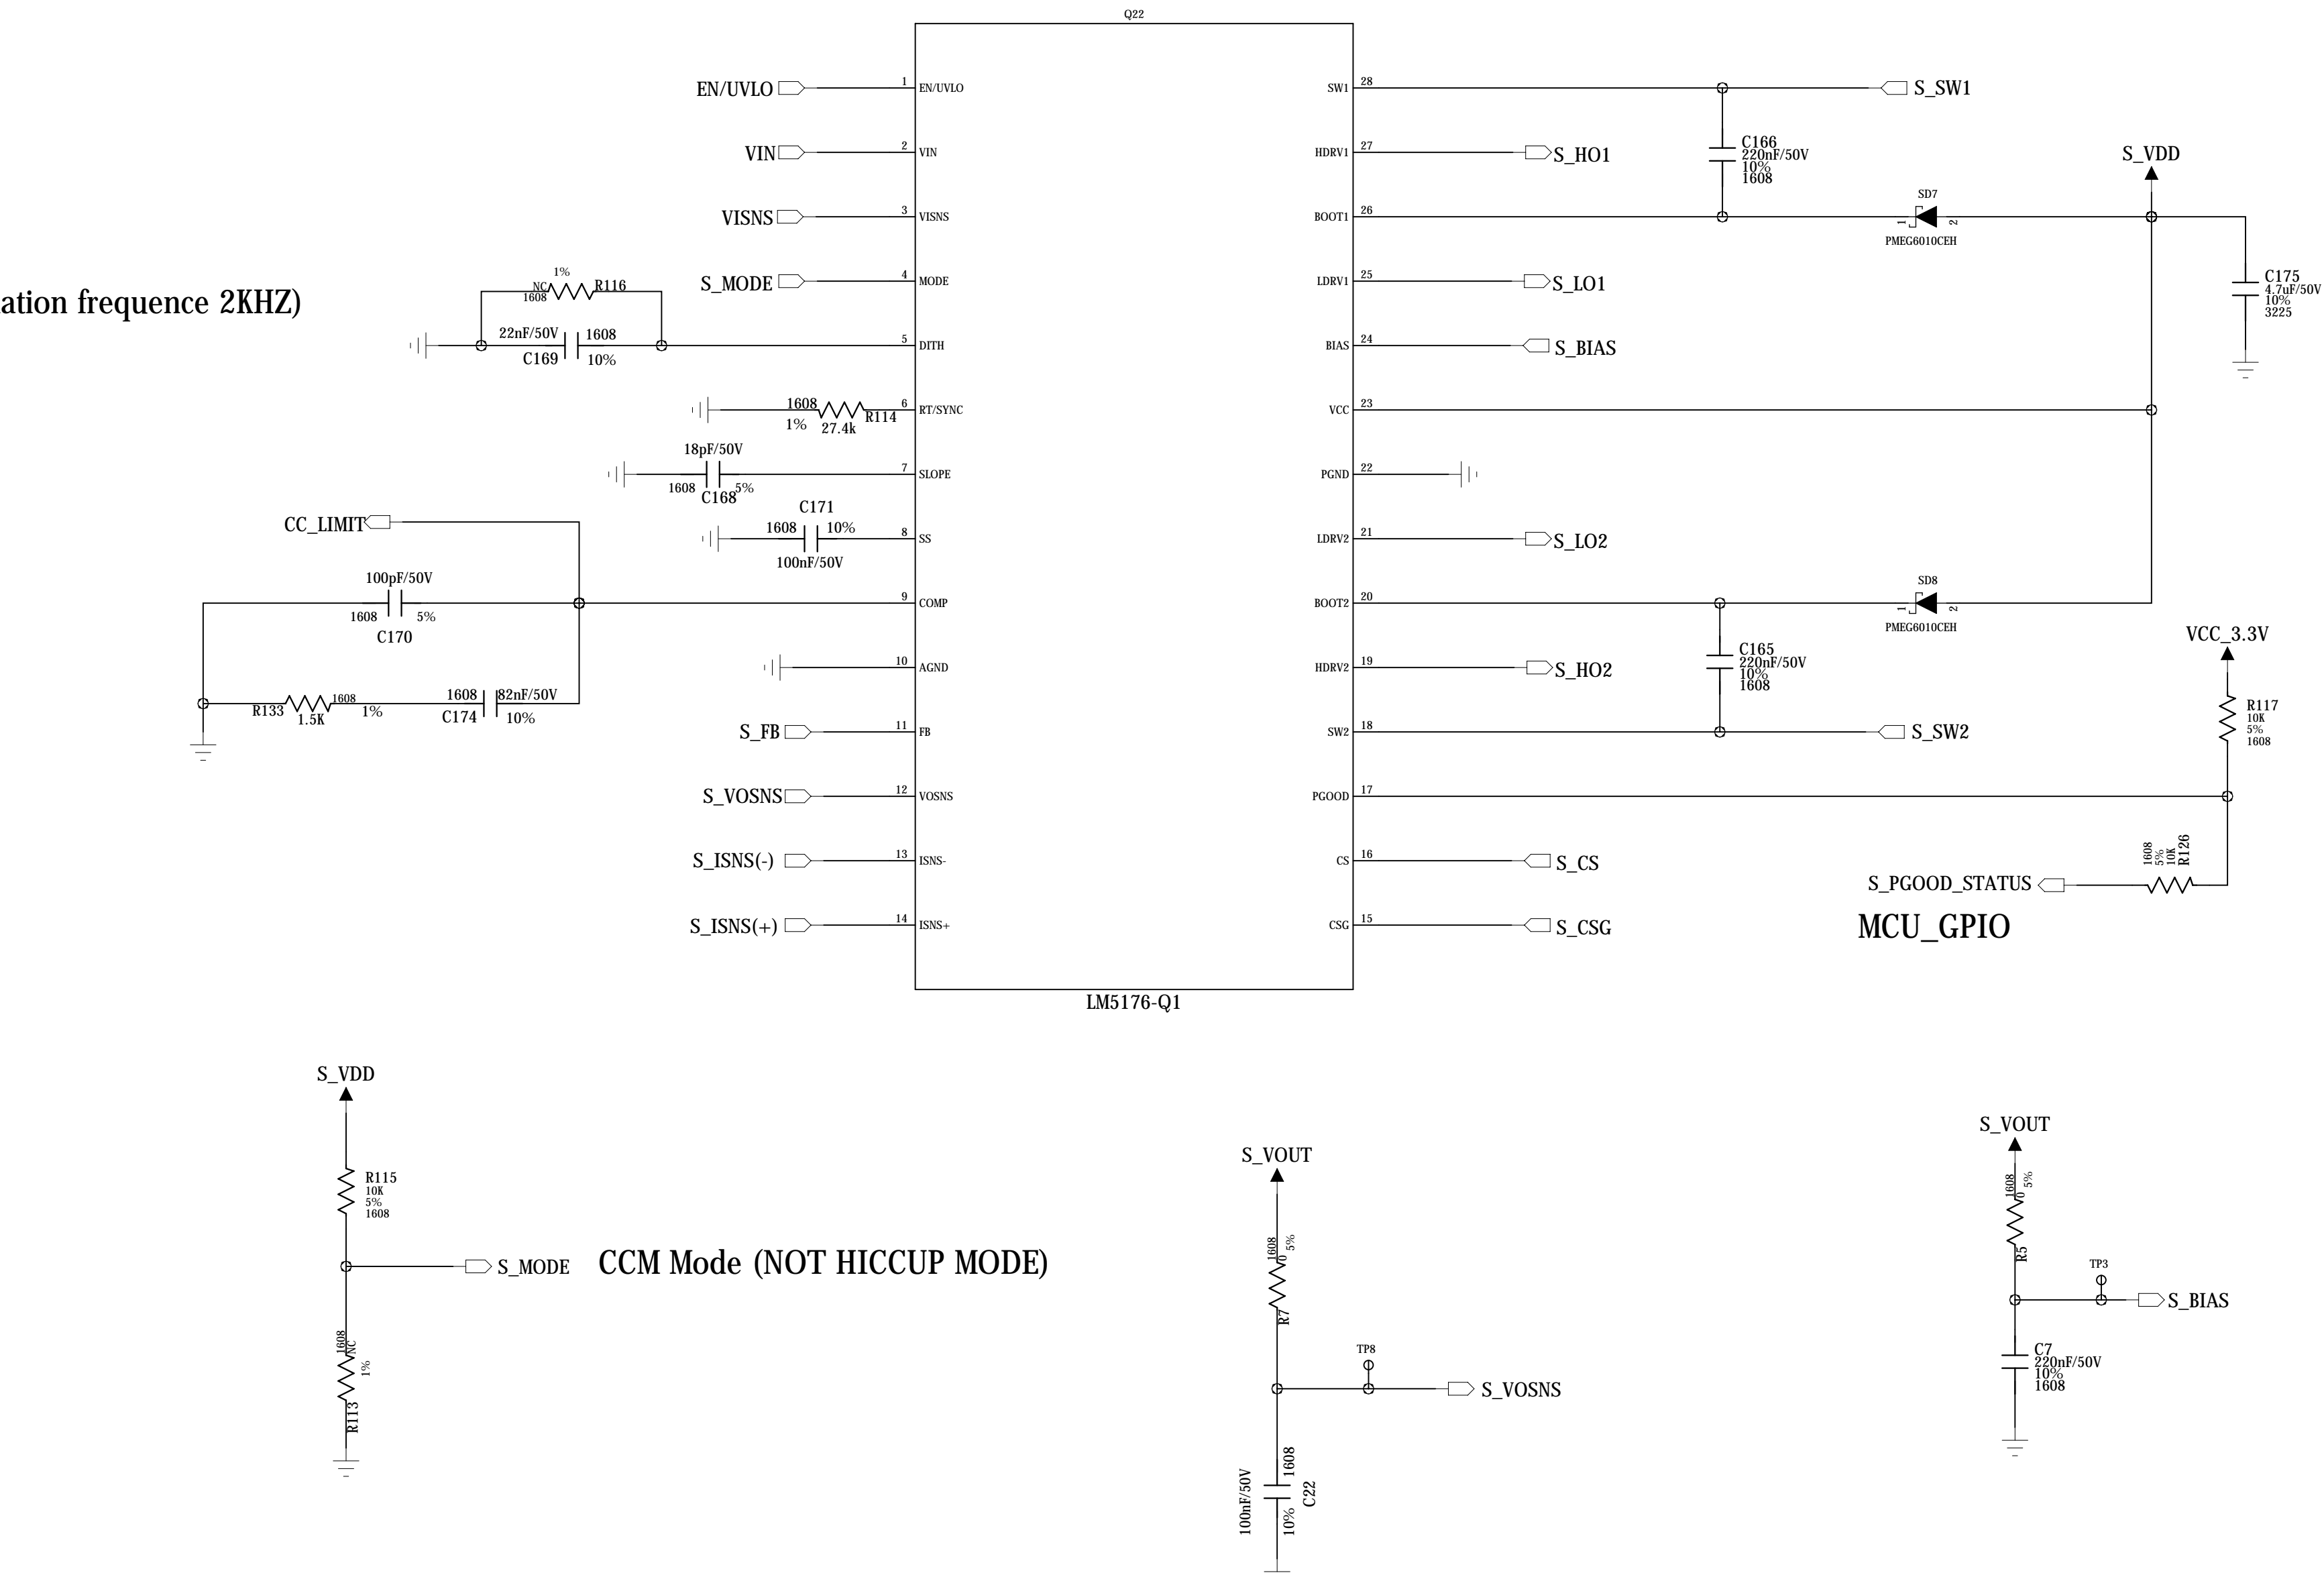 Q22
EN/UVLO
1
EN/UVLO
VIN
2
VIN
VISNS
3
VISNS
S_MODE
4
MODE
5
DITH
6
RT/SYNC
7
SLOPE
8
SS
9
COMP
10
AGND
S_FB
11
FB
S_VOSNS
12
VOSNS
S_ISNS(-)
13
ISNS-
S_ISNS(+)
14
ISNS+
SW1
28
S_SW1
HDRV1
27
S_HO1
BOOT1
26
LDRV1
25
S_LO1
BIAS
24
S_BIAS
VCC
23
PGND
22
LDRV2
21
S_LO2
BOOT2
20
HDRV2
19
S_HO2
SW2
18
S_SW2
PGOOD
17
CS
16
S_CS
CSG
15
S_CSG
LM5176-Q1
ation frequence 2KHZ)
1%
NC
1608
R116
22nF/50V
1608
C169
10%
1608
1%
27.4k
R114
18pF/50V
1608
C168
5%
C171
1608
10%
100nF/50V
CC_LIMIT
100pF/50V
1608
5%
C170
R133
1.5K
1608
1%
1608
82nF/50V
C174
10%
C166
220nF/50V
10%
1608
SD7
1
2
PMEG6010CEH
S_VDD
C175
4.7uF/50V
10%
3225
SD8
1
2
PMEG6010CEH
C165
220nF/50V
10%
1608
VCC_3.3V
R117
10K
5%
1608
1608
5%
10K
R126
S_PGOOD_STATUS
MCU_GPIO
S_VDD
R115
10K
5%
1608
S_MODE
CCM Mode (NOT HICCUP MODE)
1608
NC
1%
R113
S_VOUT
1608
0
5%
R7
TP8
S_VOSNS
100nF/50V
1608
10%
C22
S_VOUT
1608
0
5%
R5
TP3
S_BIAS
C7
220nF/50V
10%
1608